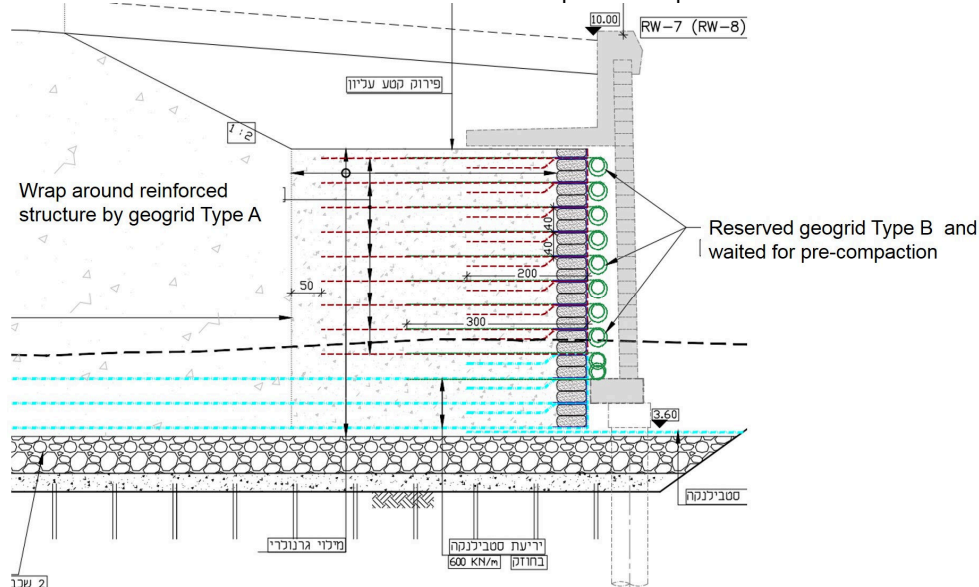 10.00
RW-7 (RW-8)
פירוק קטע עליון
1:2
Wrap around reinforced
structure by geogrid Type A
Reserved geogrid Type B and
waited for pre-compaction
40
40
200
50
300
3.60
סטבילנקה
מילוי גרנולרי
יריעת סטבילנקה
בחוזק 600 KN/m